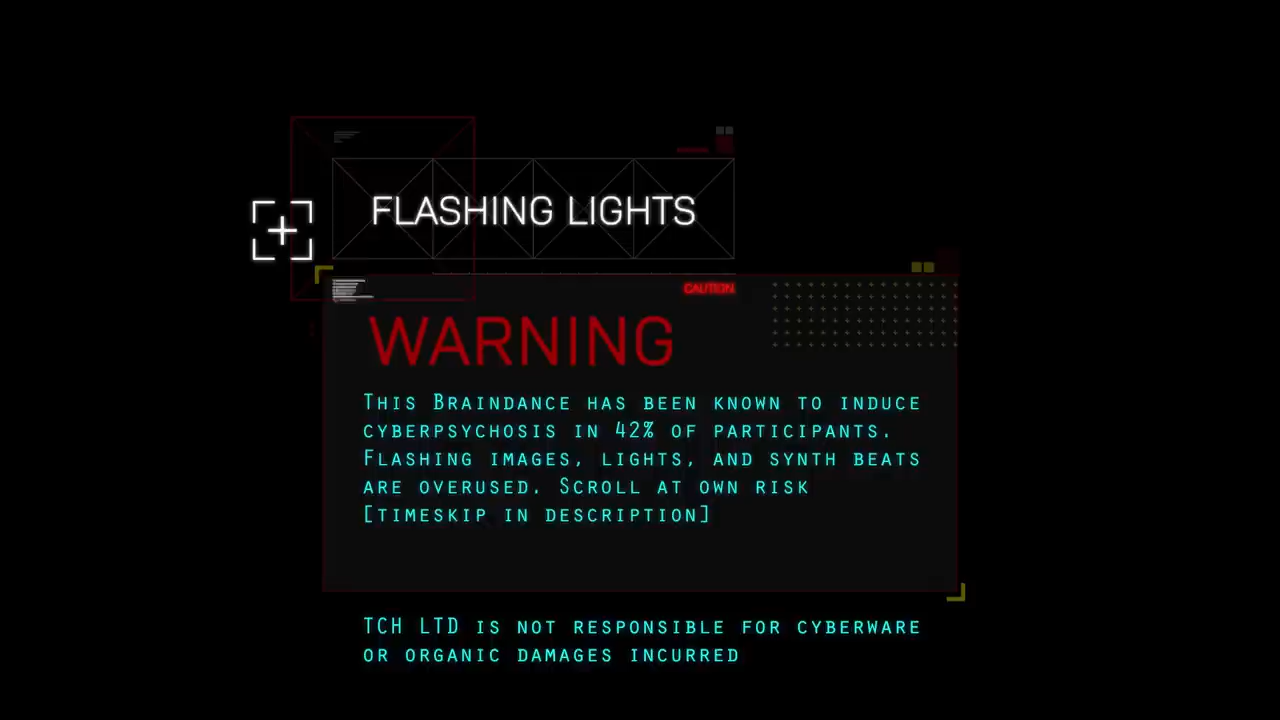 FLASHING LIGHTS
CAUTION
WARNING
This Braindance has been known to induce
cyberpsychosis in 42% of participants.
Flashing images, lights, and synth beats
are overused. Scroll at own risk
[timeskip in description]
TCH LTD is not responsible for cyberware
or organic damages incurred